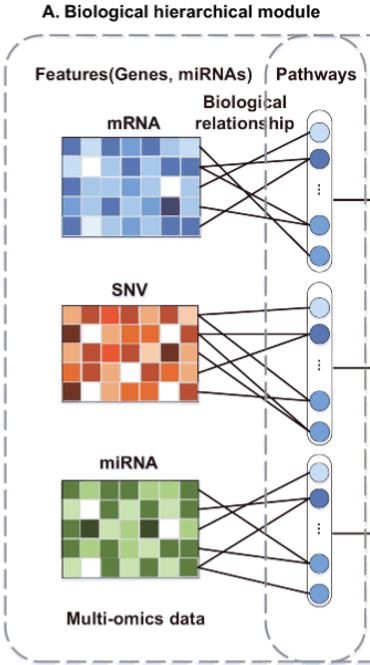 A. Biological hierarchical module
Features(Genes, miRNAs)
Pathways
Biological
relationship
mRNA
SNV
miRNA
Multi-omics data